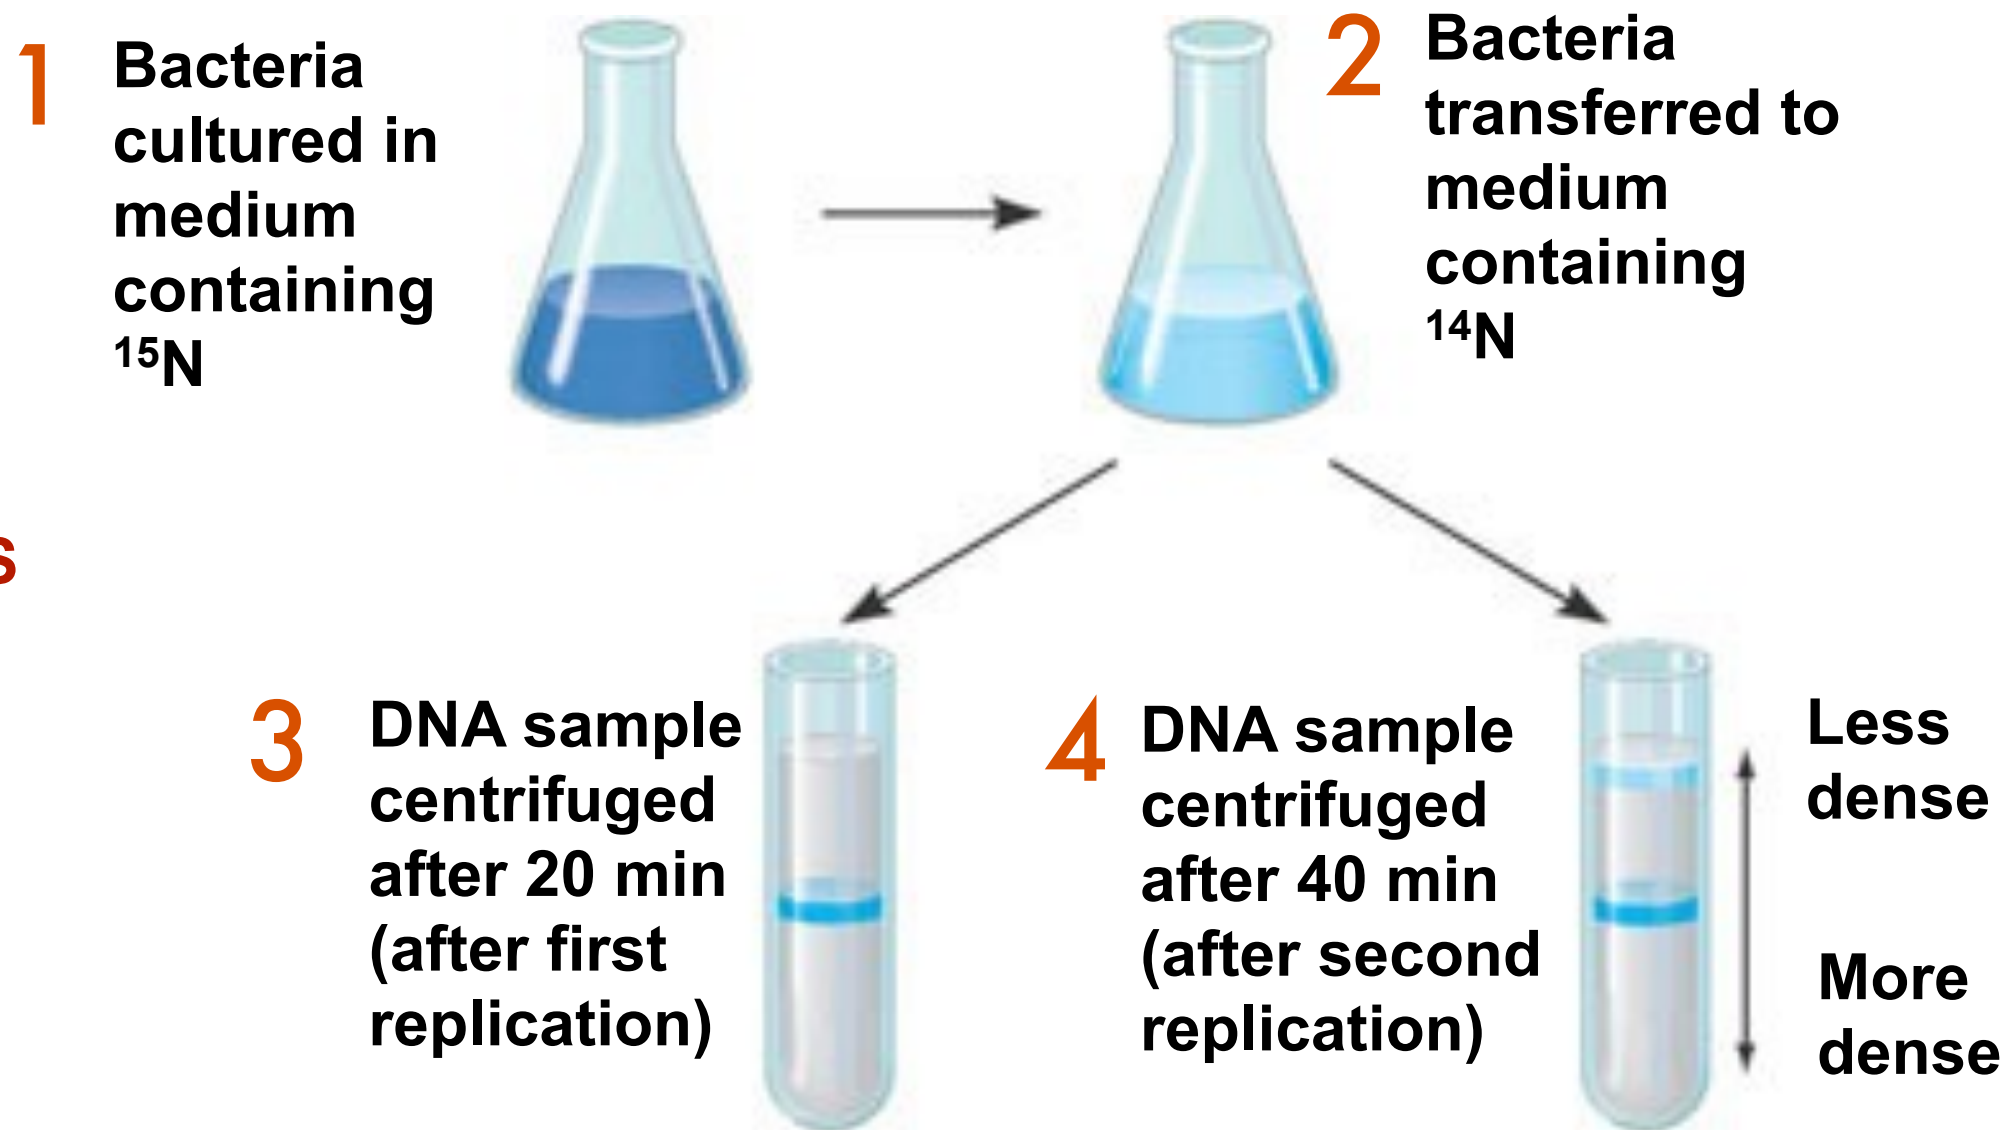 1
Bacteria
cultured in
medium
containing
¹⁵N
2
Bacteria
transferred to
medium
containing
¹⁴N
s
3
DNA sample
centrifuged
after 20 min
(after first
replication)
4
DNA sample
centrifuged
after 40 min
(after second
replication)
Less
dense
More
dense